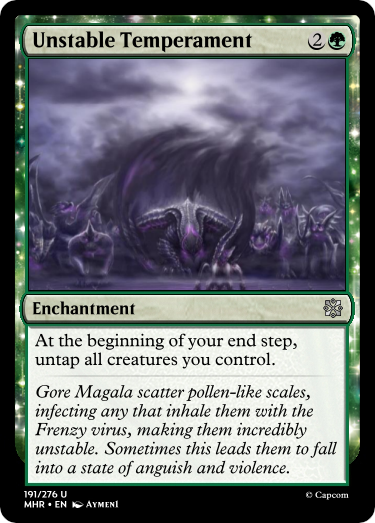 Unstable Temperament 2
Enchantment
At the beginning of your end step,
untap all creatures you control.
Gore Magala scatter pollen-like scales,
infecting any that inhale them with the
Frenzy virus, making them incredibly
unstable. Sometimes this leads them to fall
into a state of anguish and violence.
191/276 U
MHR • EN AYMENÍ © Capcom